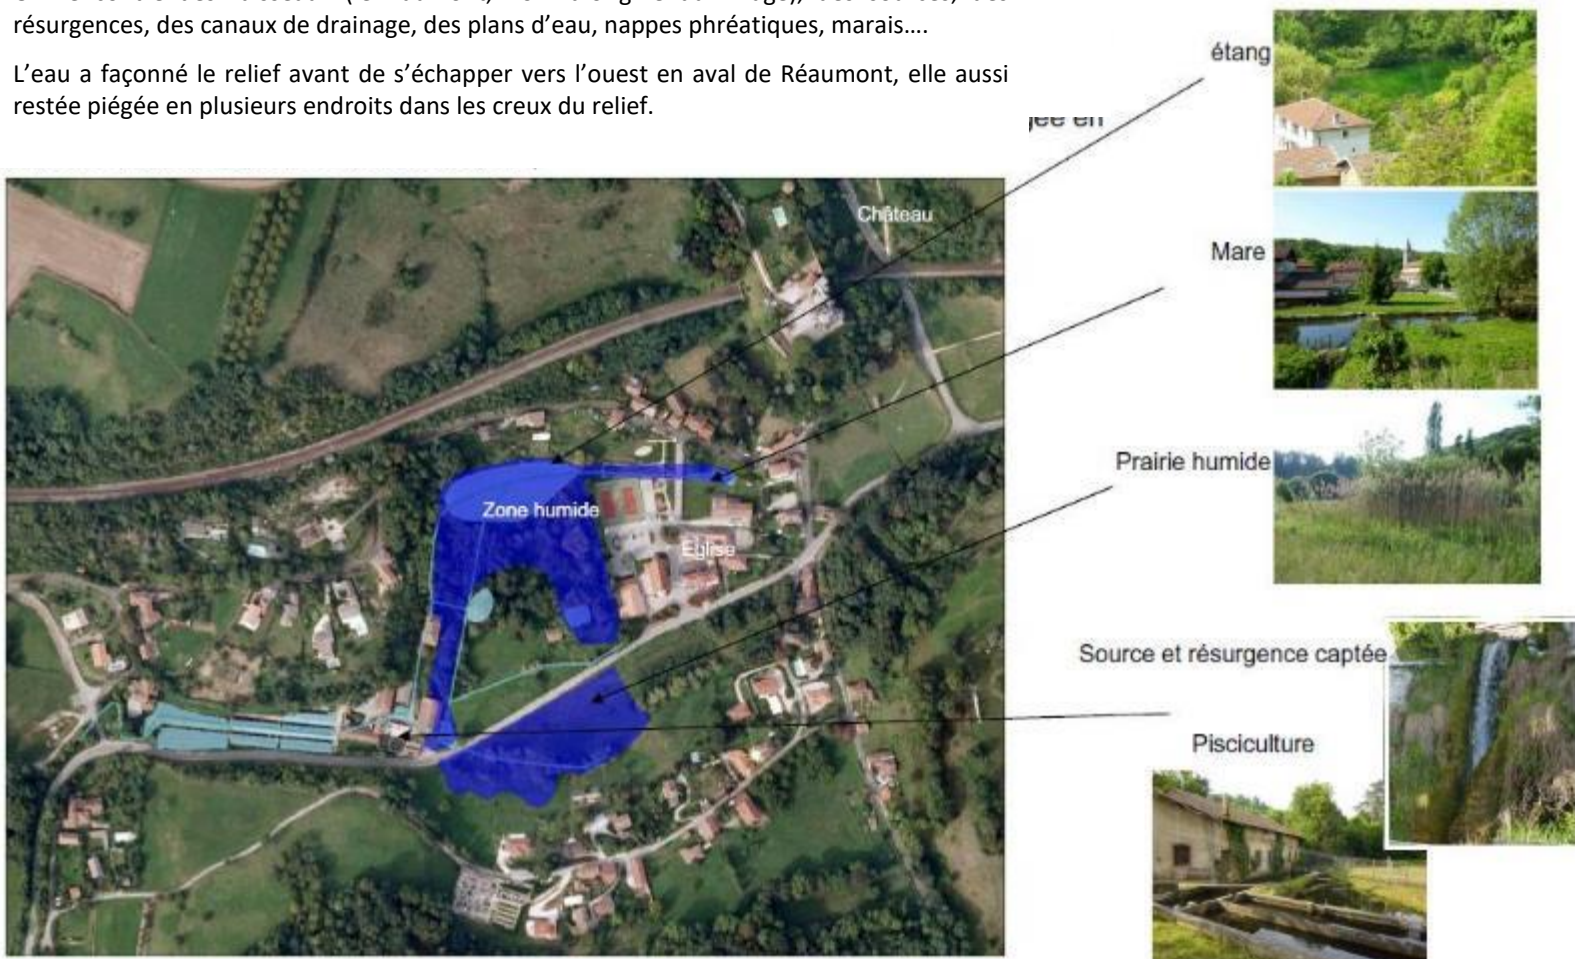 résurgences, des canaux de drainage, des plans d’eau, nappes phréatiques, marais....
L’eau a façonné le relief avant de s’échapper vers l’ouest en aval de Réaumont, elle aussi
restée piégée en plusieurs endroits dans les creux du relief.
étang
Château
Mare
Prairie humide
Zone humide
Eglise
Source et résurgence captée
Pisciculture